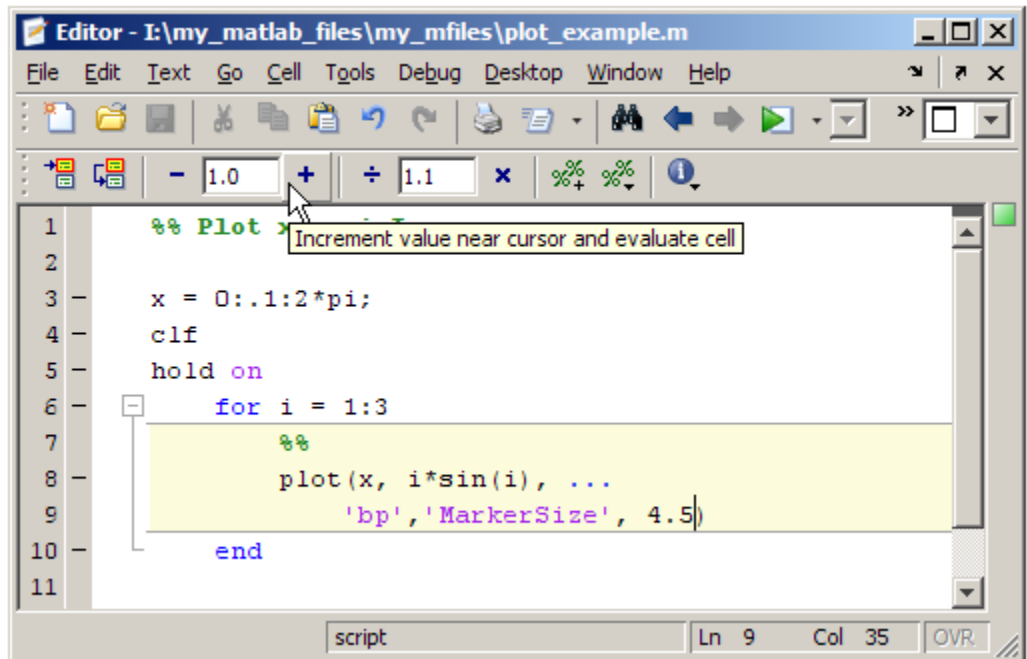 Editor - I:\my_matlab_files\my_mfiles\plot_example.m
File Edit Text Go Cell Tools Debug Desktop Window Help
- 1.0 + ÷ 1.1 ×
1 %% Plot
Increment value near cursor and evaluate cell
2
3 - x = 0:.1:2*pi;
4 - clf
5 - hold on
6 - for i = 1:3
7 %%
8 - plot(x, i*sin(i), ...
9 'bp','MarkerSize', 4.5)
10 - end
11
script Ln 9 Col 35 OVR